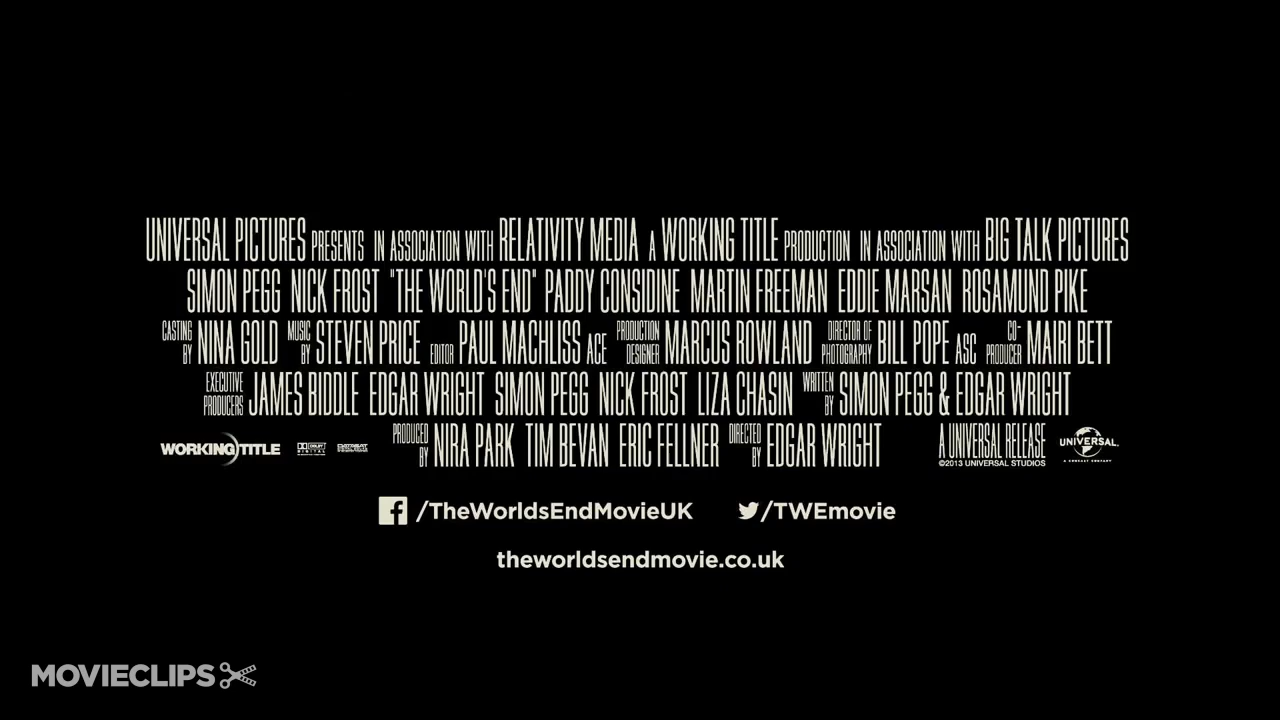 UNIVERSAL PICTURES PRESENTS IN ASSOCIATION WITH RELATIVITY MEDIA A WORKING TITLE PRODUCTION IN ASSOCIATION WITH BIG TALK PICTURES
SIMON PEGG NICK FROST "THE WORLD'S END" PADDY CONSIDINE MARTIN FREEMAN EDDIE MARSAN ROSAMUND PIKE
CASTING BY NINA GOLD MUSIC BY STEVEN PRICE EDITOR PAUL MACHLISS ACE PRODUCTION DESIGNER MARCUS ROWLAND DIRECTOR OF PHOTOGRAPHY BILL POPE ASC CO-PRODUCER MAIRI BETT
EXECUTIVE PRODUCERS JAMES BIDDLE EDGAR WRIGHT SIMON PEGG NICK FROST LIZA CHASIN WRITTEN BY SIMON PEGG & EDGAR WRIGHT
WORKING TITLE DOLBY DIGITAL PRODUCED BY NIRA PARK TIM BEVAN ERIC FELLNER DIRECTED BY EDGAR WRIGHT A UNIVERSAL RELEASE UNIVERSAL
©2013 UNIVERSAL STUDIOS A COMCAST COMPANY
/TheWorldsEndMovieUK /TWEmovie
theworldsendmovie.co.uk
MOVIECLIPS